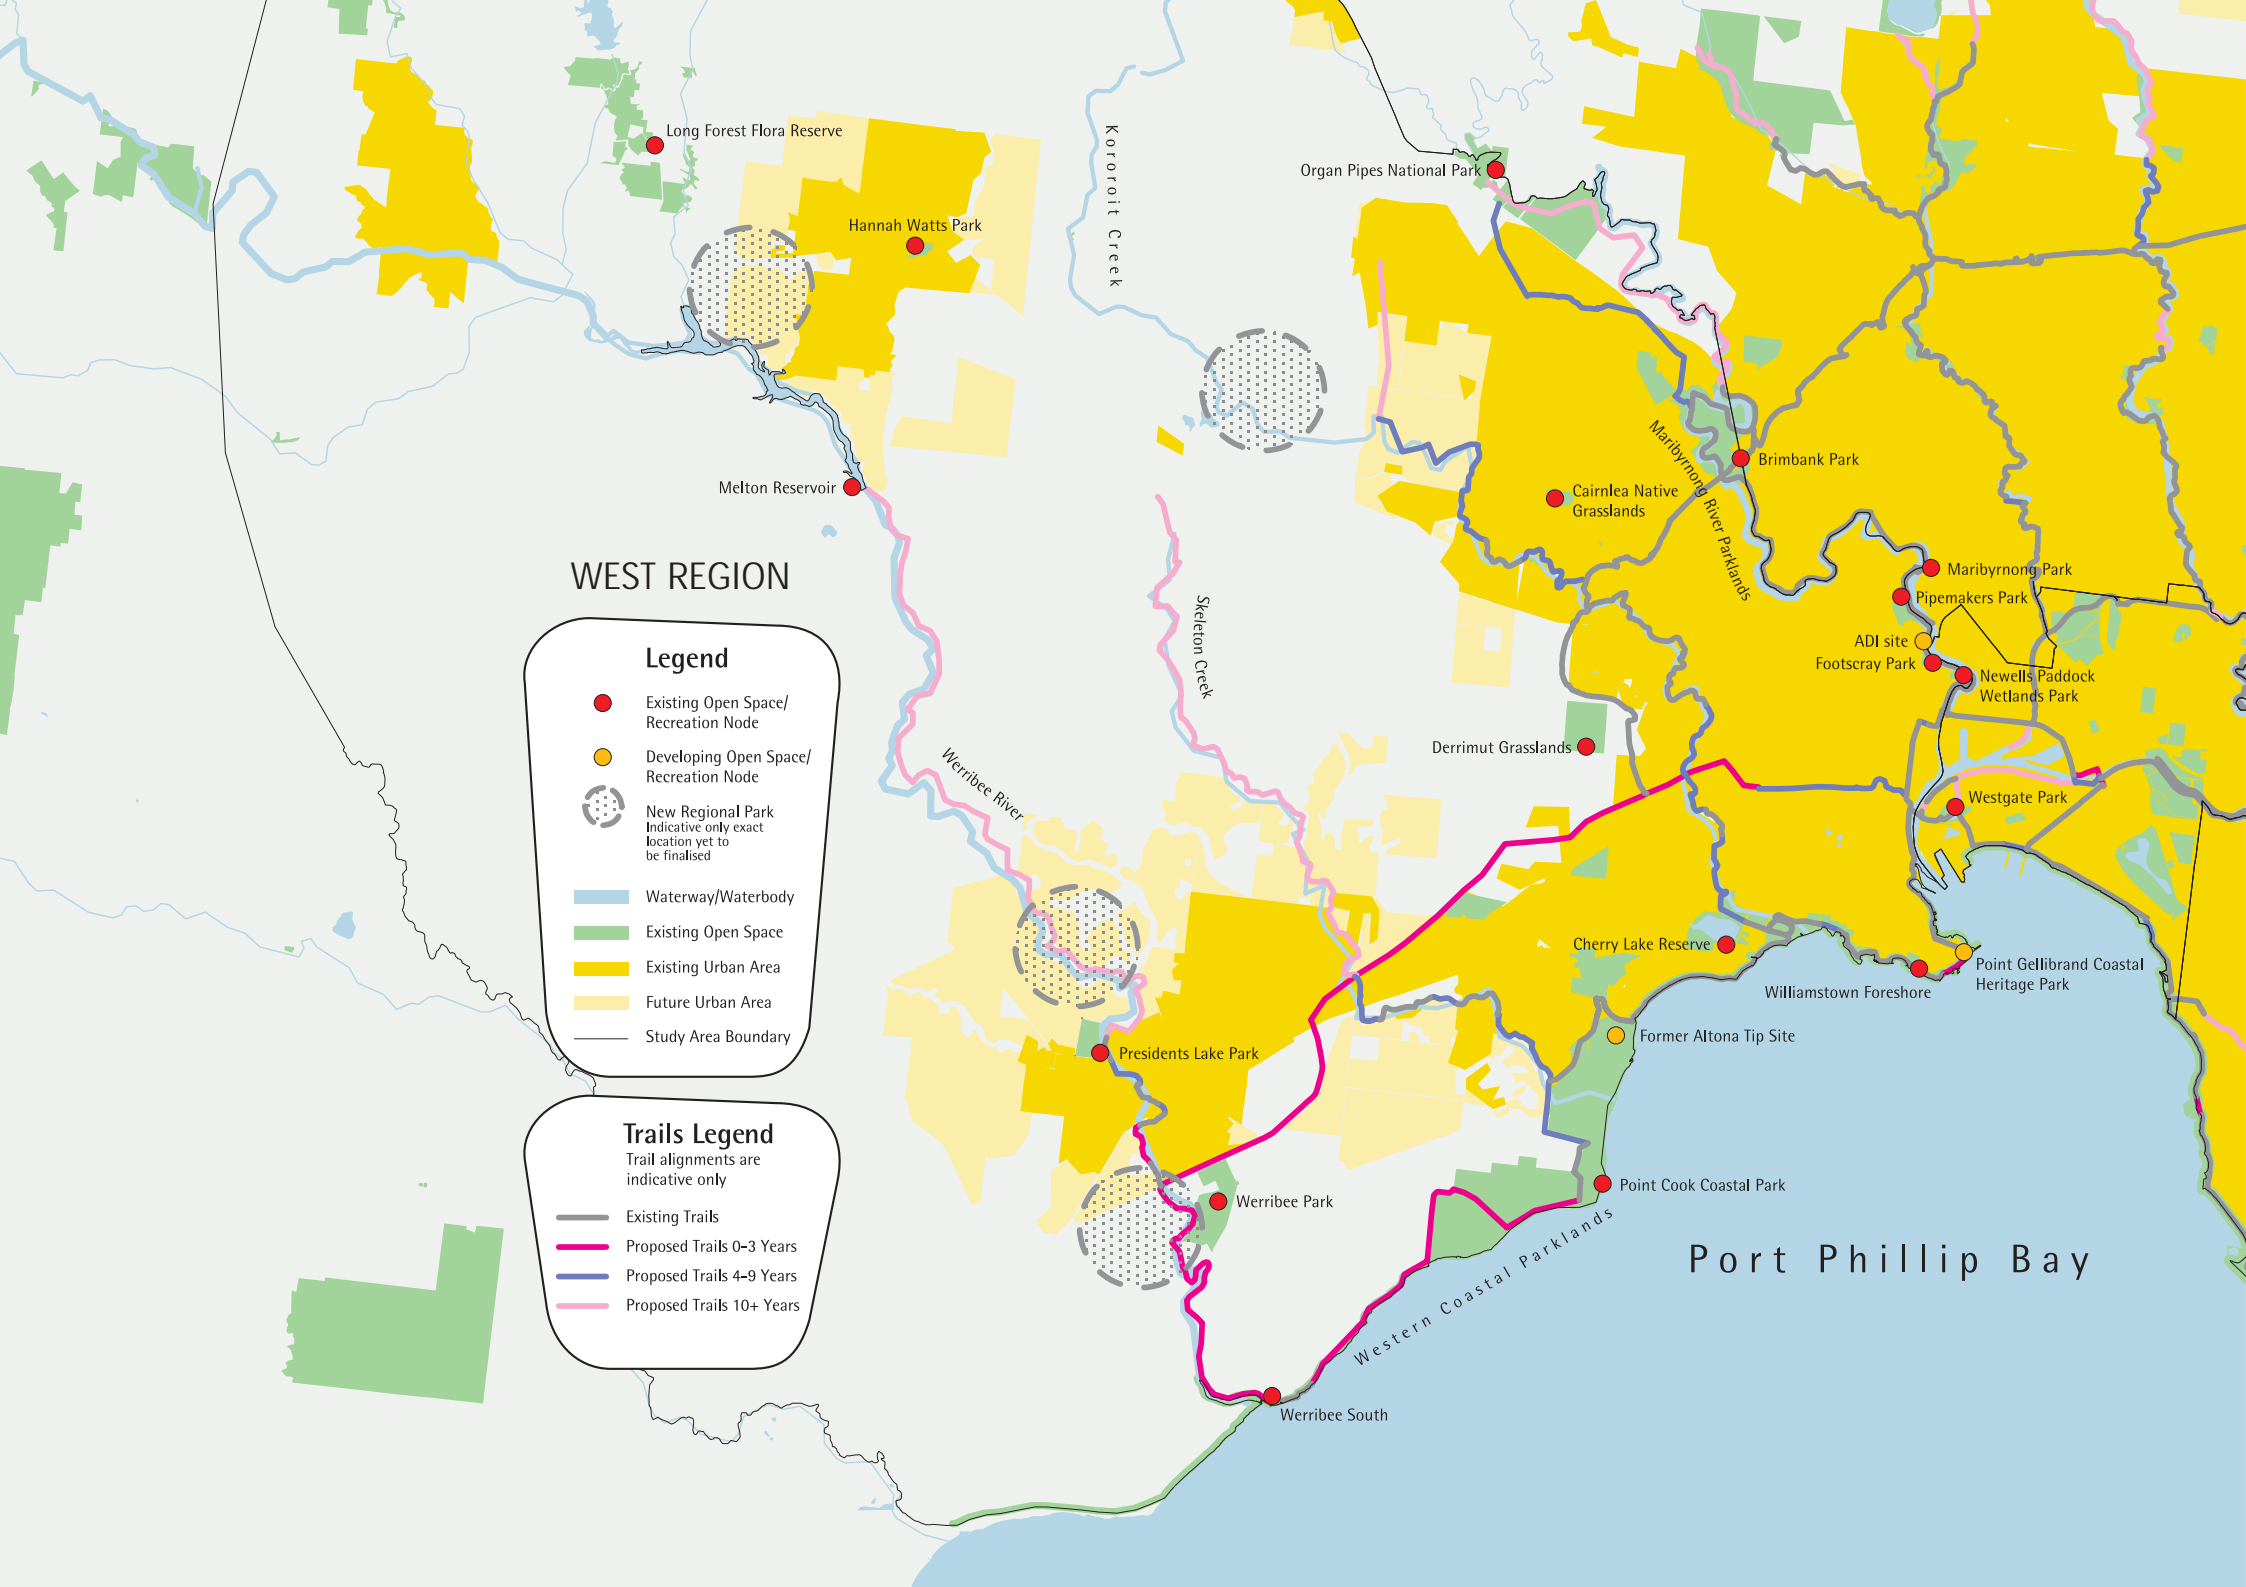 Long Forest Flora Reserve
Hannah Watts Park
Kororoit Creek
Organ Pipes National Park
Melton Reservoir
Maribyrnong River Parklands
Brimbank Park
Cairnlea Native
Grasslands
Maribyrnong Park
Pipemakers Park
ADI site
Footscray Park
Newells Paddock
Wetlands Park
Skeleton Creek
Derrimut Grasslands
Werribee River
Westgate Park
Cherry Lake Reserve
Point Gellibrand Coastal
Heritage Park
Williamstown Foreshore
Former Altona Tip Site
Presidents Lake Park
Point Cook Coastal Park
Werribee Park
Western Coastal Parklands
Port Phillip Bay
Werribee South
WEST REGION
Legend
Existing Open Space/
Recreation Node
Developing Open Space/
Recreation Node
New Regional Park
Indicative only exact
location yet to
be finalised
Waterway/Waterbody
Existing Open Space
Existing Urban Area
Future Urban Area
Study Area Boundary
Trails Legend
Trail alignments are
indicative only
Existing Trails
Proposed Trails 0-3 Years
Proposed Trails 4-9 Years
Proposed Trails 10+ Years